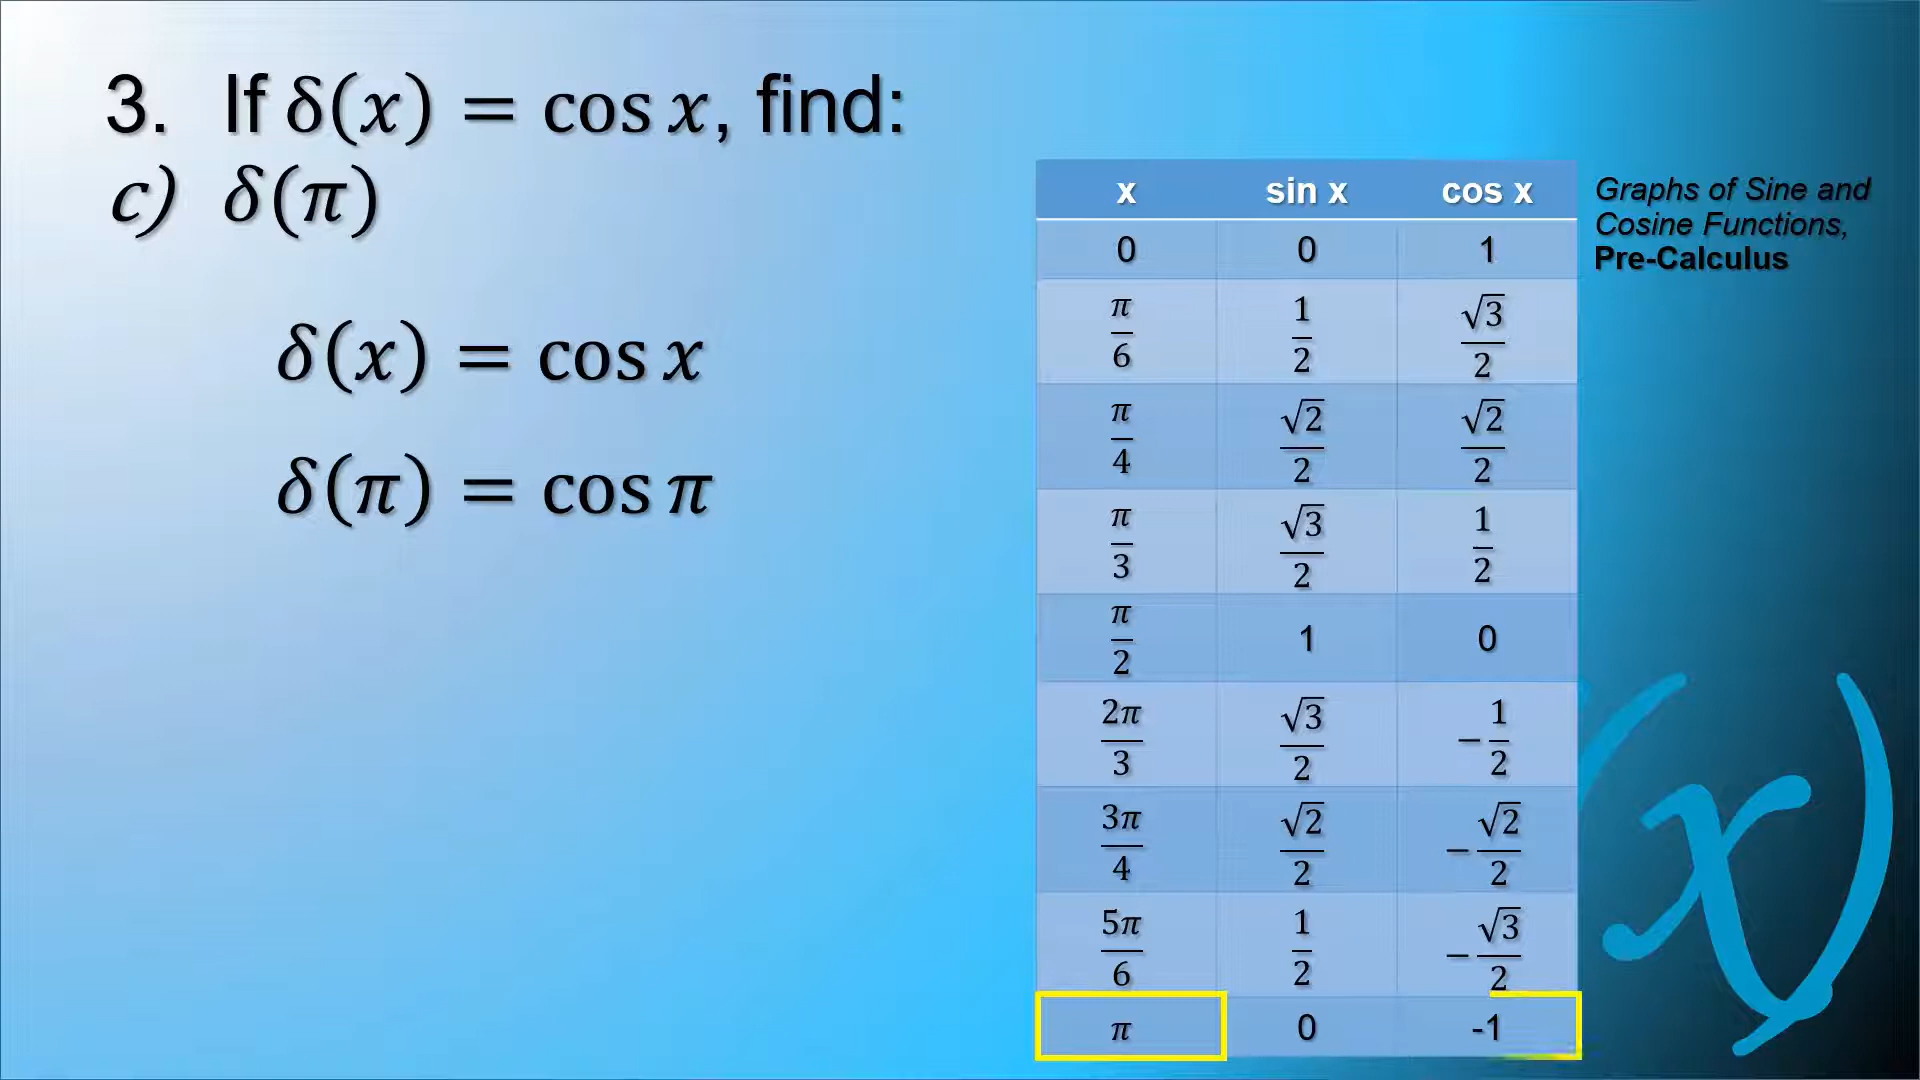 3. If δ(x) = cos x, find:
c) δ(π)
δ(x) = cos x
δ(π) = cos π
x sin x cos x
0 0 1
π/6 1/2 √3/2
π/4 √2/2 √2/2
π/3 √3/2 1/2
π/2 1 0
2π/3 √3/2 −1/2
3π/4 √2/2 −√2/2
5π/6 1/2 −√3/2
π 0 -1
Graphs of Sine and
Cosine Functions,
Pre-Calculus
(x)